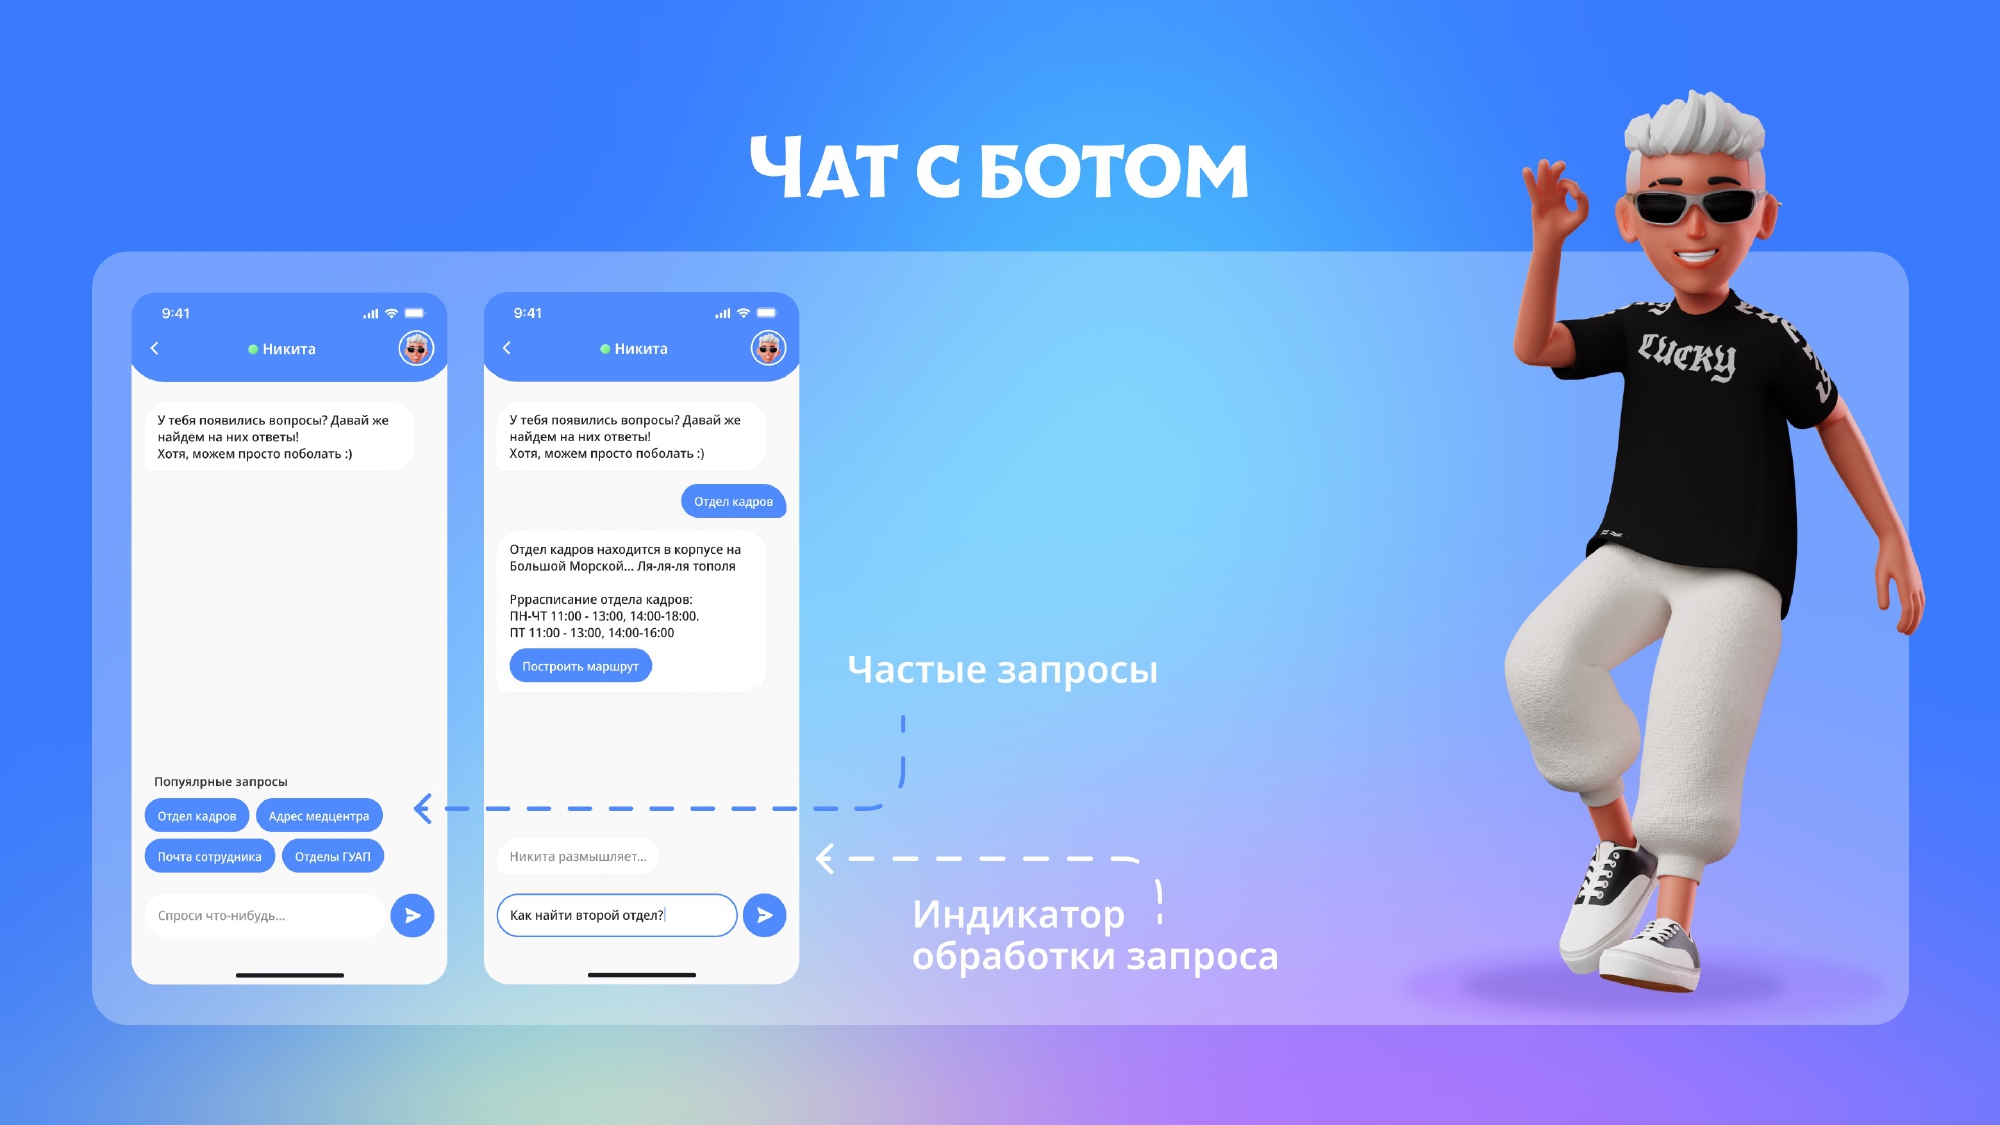 Чат с ботом
9:41
Никита
У тебя появились вопросы? Давай же
найдем на них ответы!
Хотя, можем просто поболать :)
Популярные запросы
Отдел кадров
Адрес медцентра
Почта сотрудника
Отделы ГУАП
Спроси что-нибудь...
9:41
Никита
У тебя появились вопросы? Давай же
найдем на них ответы!
Хотя, можем просто поболать :)
Отдел кадров
Отдел кадров находится в корпусе на
Большой Морской... Ля-ля-ля тополя
Ррасписание отдела кадров:
ПН-ЧТ 11:00 - 13:00, 14:00-18:00.
ПТ 11:00 - 13:00, 14:00-16:00
Построить маршрут
Никита размышляет...
Как найти второй отдел?
Частые запросы
Индикатор
обработки запроса
Lucky